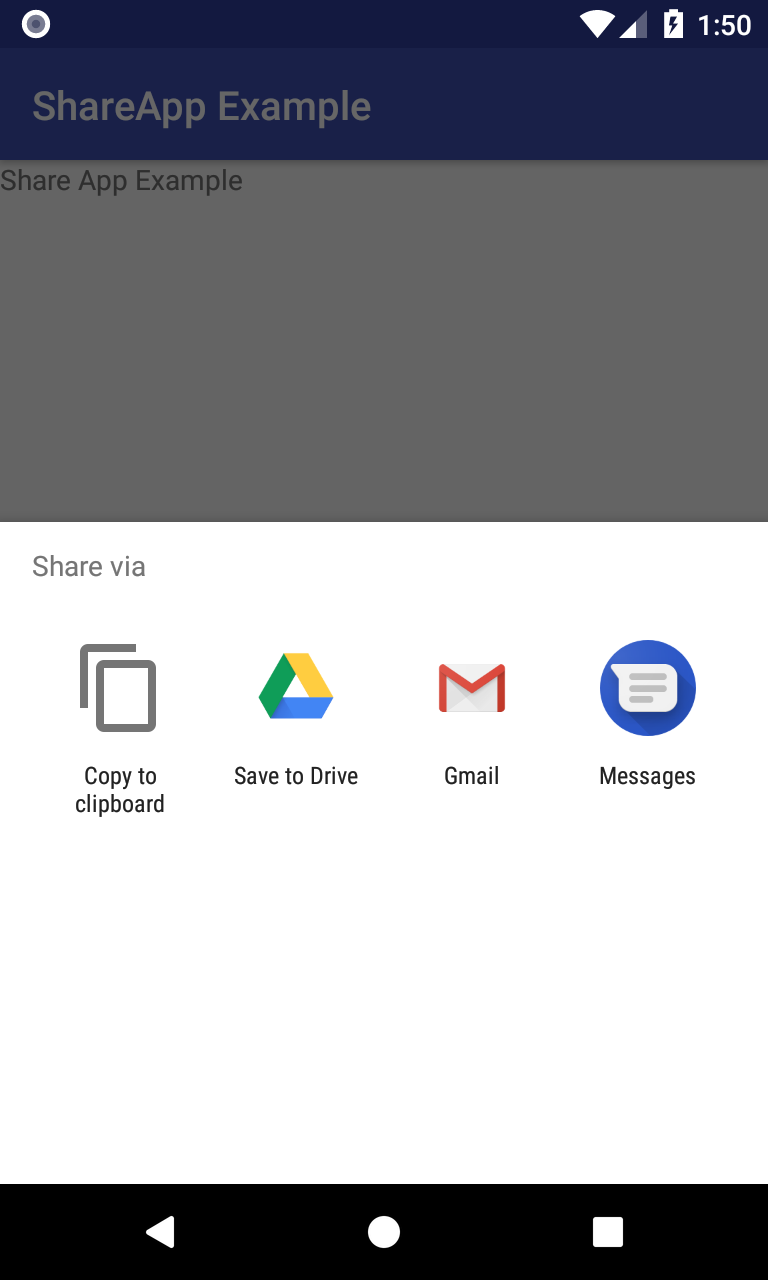 1:50
ShareApp Example
Share App Example
Share via
Copy to
clipboard
Save to Drive
Gmail
Messages